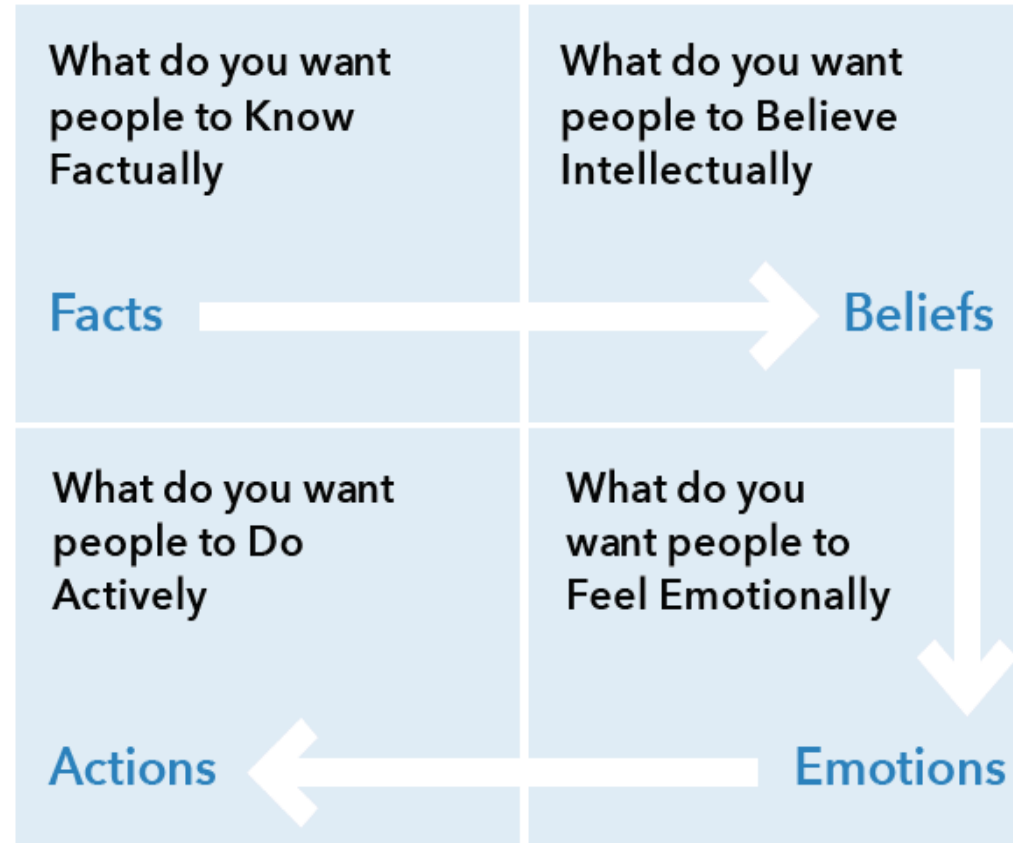 What do you want
people to Know
Factually
Facts
What do you want
people to Believe
Intellectually
Beliefs
What do you want
people to Do
Actively
Actions
What do you
want people to
Feel Emotionally
Emotions